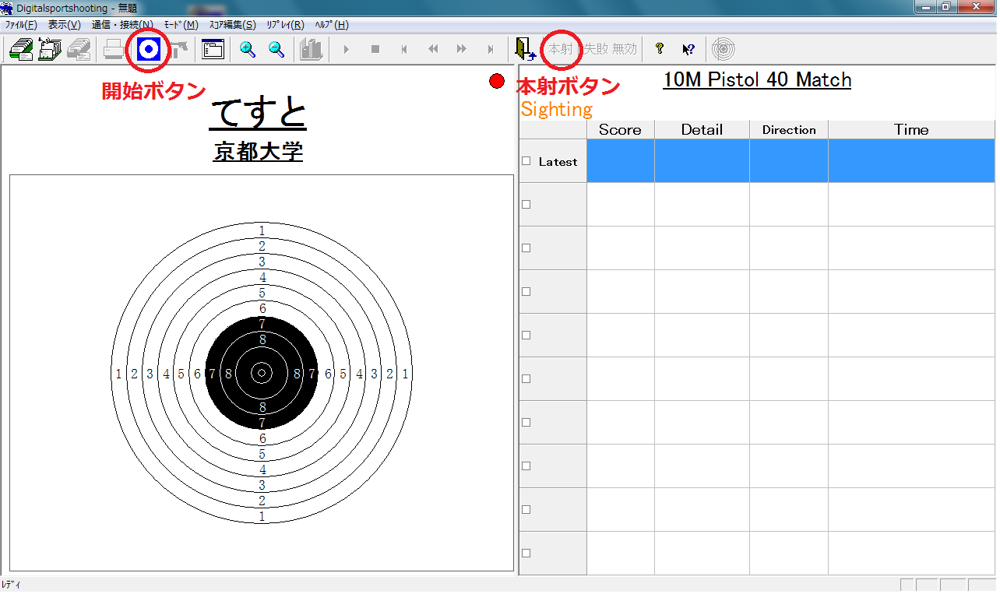 Digitalsportshooting - 無題
ﾌｧｲﾙ(F) 表示(V) 通信・接続(N) ﾓｰﾄﾞ(M) ｽｺｱ編集(S) ﾘﾌﾟﾚｲ(R) ﾍﾙﾌﾟ(H)
本射 失敗 無効
開始ボタン
本射ボタン
てすと
京都大学
10M Pistol 40 Match
Sighting
Score Detail Direction Time
Latest
1
2
3
4
5
6
7
8
1 2 3 4 5 6 7 8 8 7 6 5 4 3 2 1
8
7
6
5
4
3
2
1
ﾚﾃﾞｨ